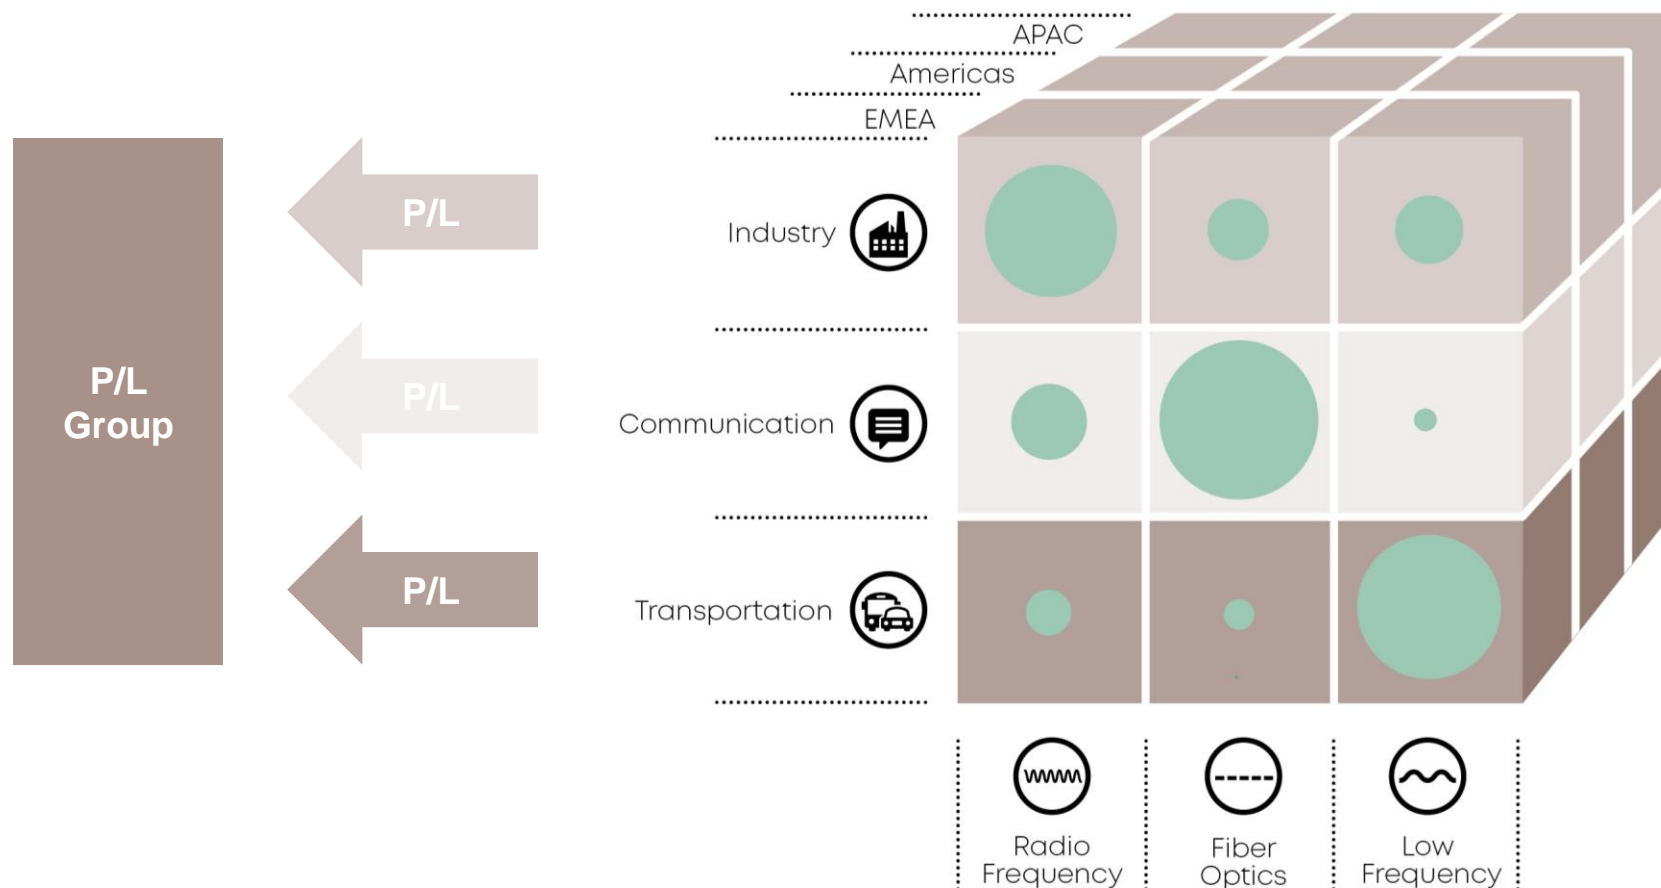 APAC
Americas
EMEA
P/L
Group
P/L
P/L
P/L
Industry
Communication
Transportation
Radio
Frequency
Fiber
Optics
Low
Frequency